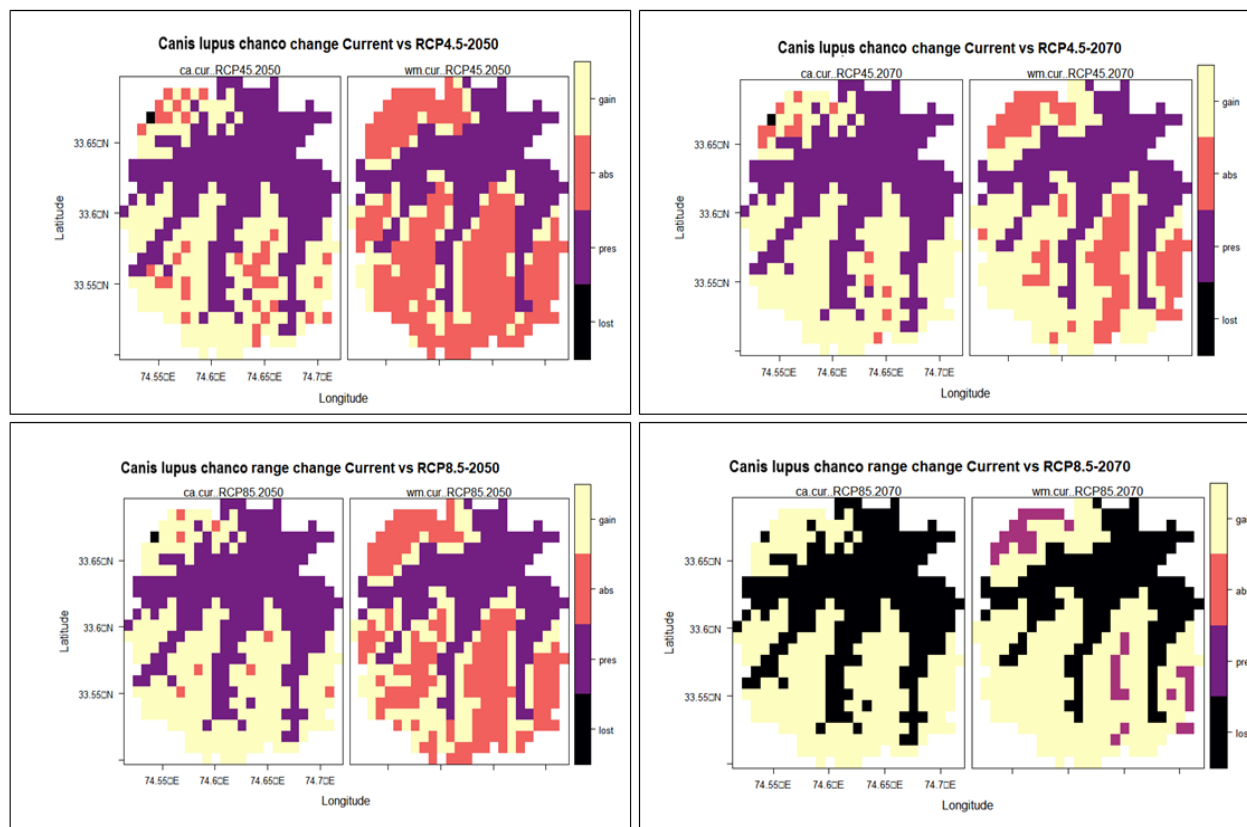 Canis lupus chanco change Current vs RCP4.5-2050
ca.cur..RCP45.2050
wm.cur..RCP45.2050
gain
abs
pres
lost
33.65□N
33.6□N
33.55□N
Latitude
74.55□E
74.6□E
74.65□E
74.7□E
Longitude
Canis lupus chanco change Current vs RCP4.5-2070
ca.cur..RCP45.2070
wm.cur..RCP45.2070
gain
abs
pres
lost
33.65□N
33.6□N
33.55□N
Latitude
74.55□E
74.6□E
74.65□E
74.7□E
Longitude
Canis lupus chanco range change Current vs RCP8.5-2050
ca.cur..RCP85.2050
wm.cur..RCP85.2050
gain
abs
pres
lost
33.65□N
33.6□N
33.55□N
Latitude
74.55□E
74.6□E
74.65□E
74.7□E
Longitude
Canis lupus chanco range change Current vs RCP8.5-2070
ca.cur..RCP85.2070
wm.cur..RCP85.2070
gai
abs
pres
lost
33.65□N
33.6□N
33.55□N
Latitude
74.55□E
74.6□E
74.65□E
74.7□E
Longitude